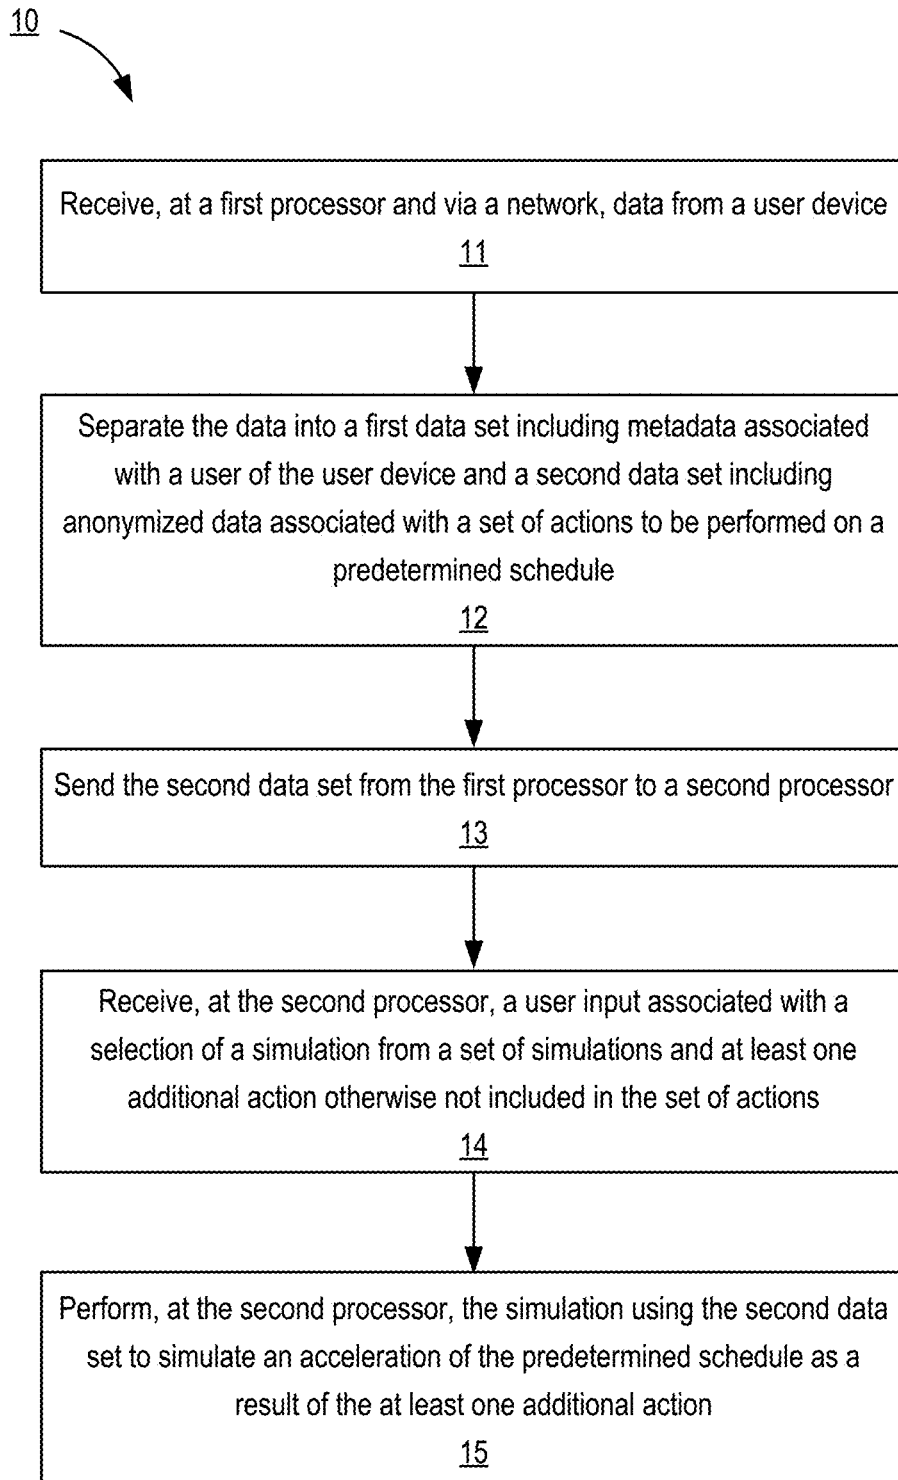 10
Receive, at a first processor and via a network, data from a user device
11
Separate the data into a first data set including metadata associated
with a user of the user device and a second data set including
anonymized data associated with a set of actions to be performed on a
predetermined schedule
12
Send the second data set from the first processor to a second processor
13
Receive, at the second processor, a user input associated with a
selection of a simulation from a set of simulations and at least one
additional action otherwise not included in the set of actions
14
Perform, at the second processor, the simulation using the second data
set to simulate an acceleration of the predetermined schedule as a
result of the at least one additional action
15